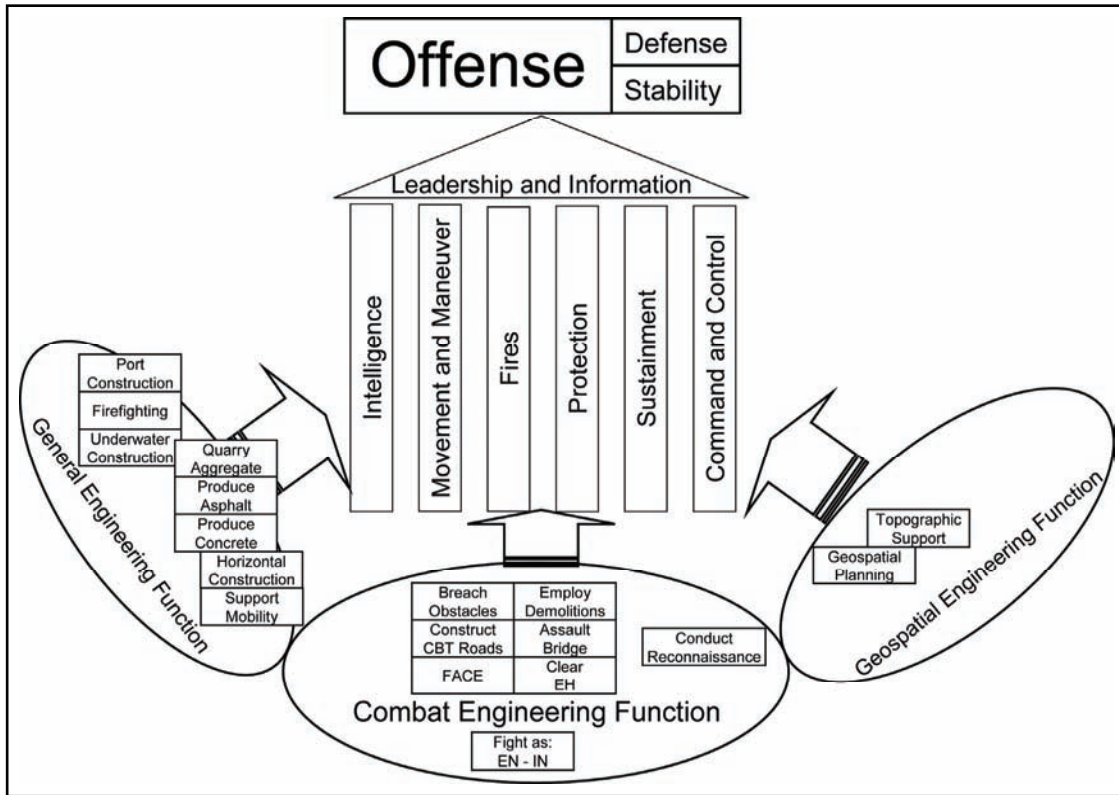 Offense
Defense
Stability
Leadership and Information
Intelligence
Movement and Maneuver
Fires
Protection
Sustainment
Command and Control
Port
Construction
Firefighting
Underwater
Construction
Quarry
Aggregate
Produce
Asphalt
Produce
Concrete
Horizontal
Construction
Support
Mobility
General Engineering Function
Breach
Obstacles
Employ
Demolitions
Construct
CBT Roads
Assault
Bridge
FACE
Clear
EH
Conduct
Reconnaissance
Combat Engineering Function
Fight as:
EN - IN
Topographic
Support
Geospatial
Planning
Geospatial Engineering Function